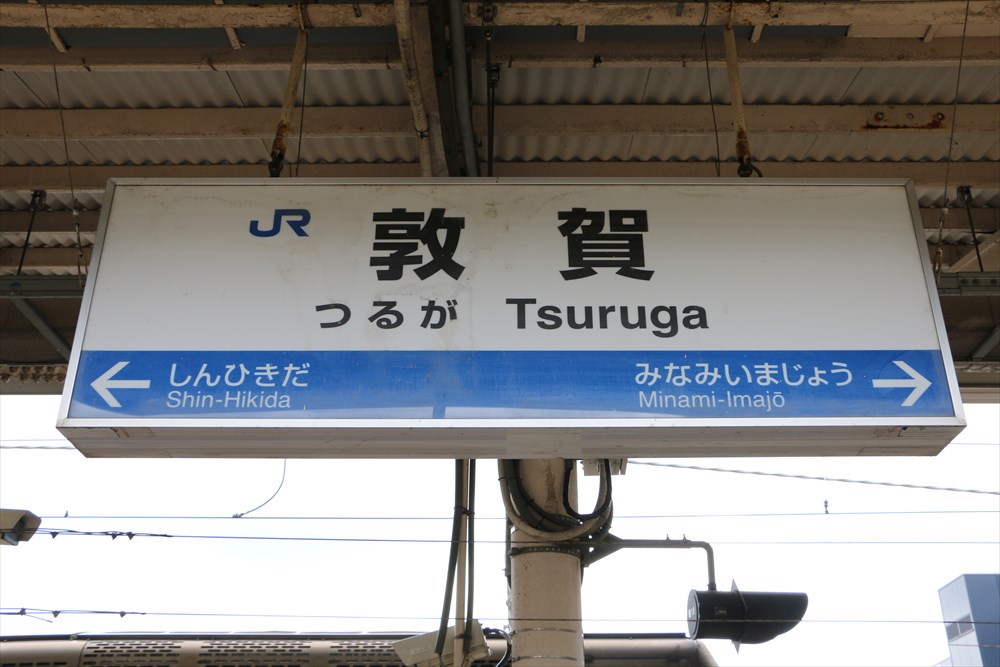 JR 敦賀
つるが Tsuruga
← しんひきだ
Shin-Hikida
みなみいまじょう →
Minami-Imajō